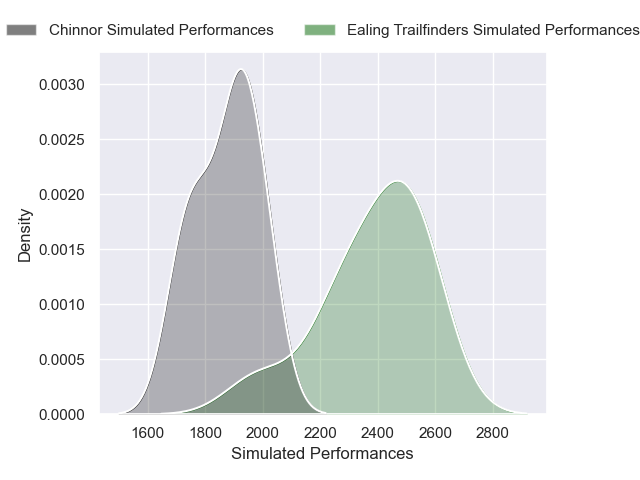 Chinnor Simulated Performances
Ealing Trailfinders Simulated Performances
Density
0.0030
0.0025
0.0020
0.0015
0.0010
0.0005
0.0000
1600 1800 2000 2200 2400 2600 2800
Simulated Performances